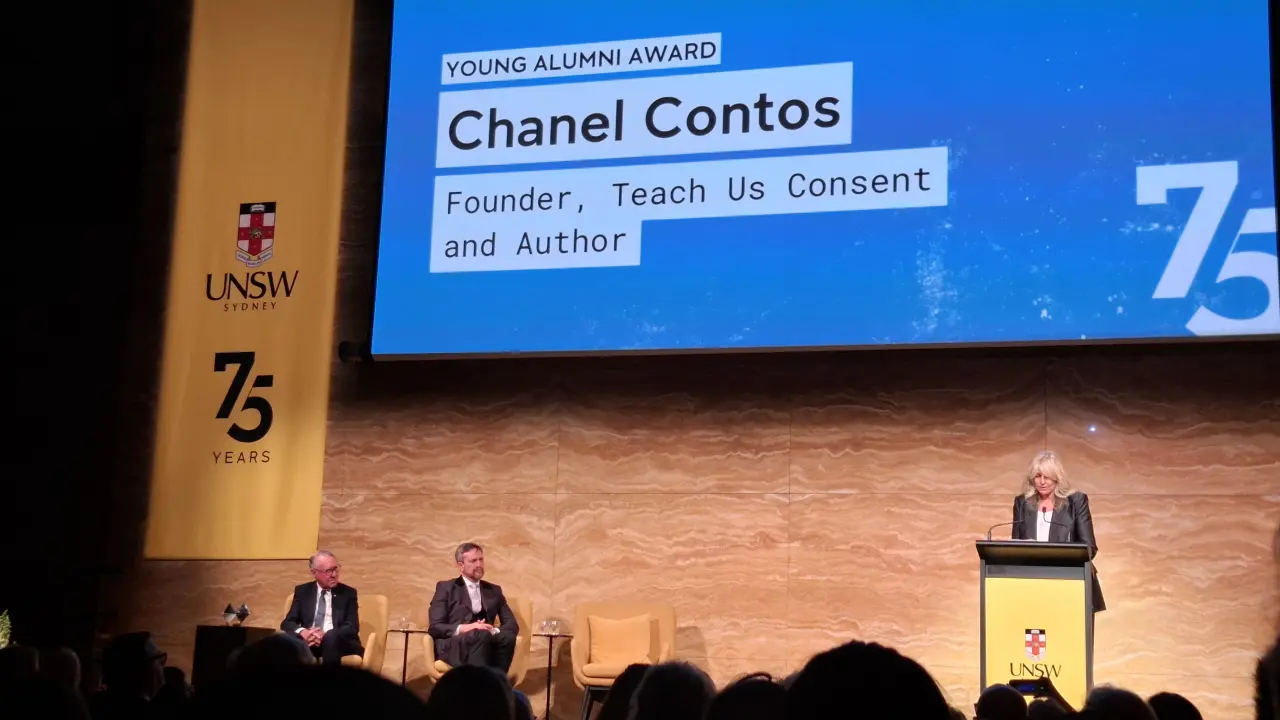 YOUNG ALUMNI AWARD
Chanel Contos
Founder, Teach Us Consent
and Author
75
UNSW
SYDNEY
75
YEARS
UNSW